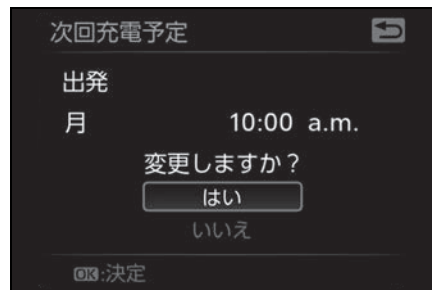 次回充電予定
出発
月 10:00 a.m.
変更しますか？
はい
いいえ
OK:決定